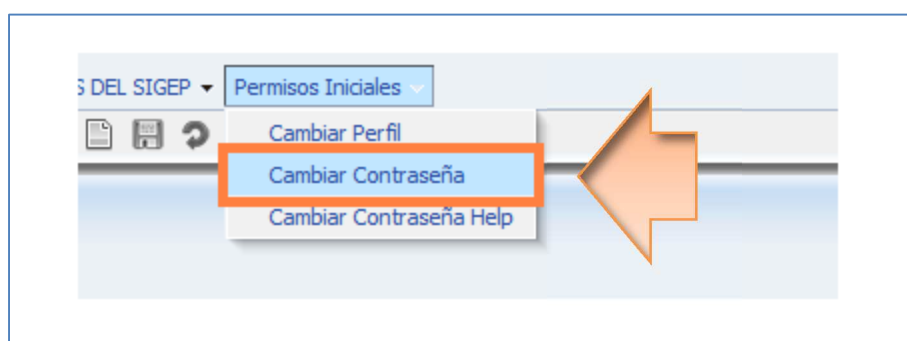 S DEL SIGEP Permisos Iniciales
Cambiar Perfil
Cambiar Contraseña
Cambiar Contraseña Help